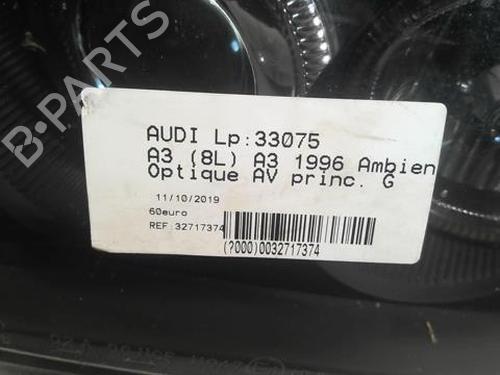 B-PARTS
AUDI Lp:33075
A3 (8L) A3 1996 Ambien
Optique AV princ. G
11/10/2019
60euro
REF:32717374
(?000)0032717374